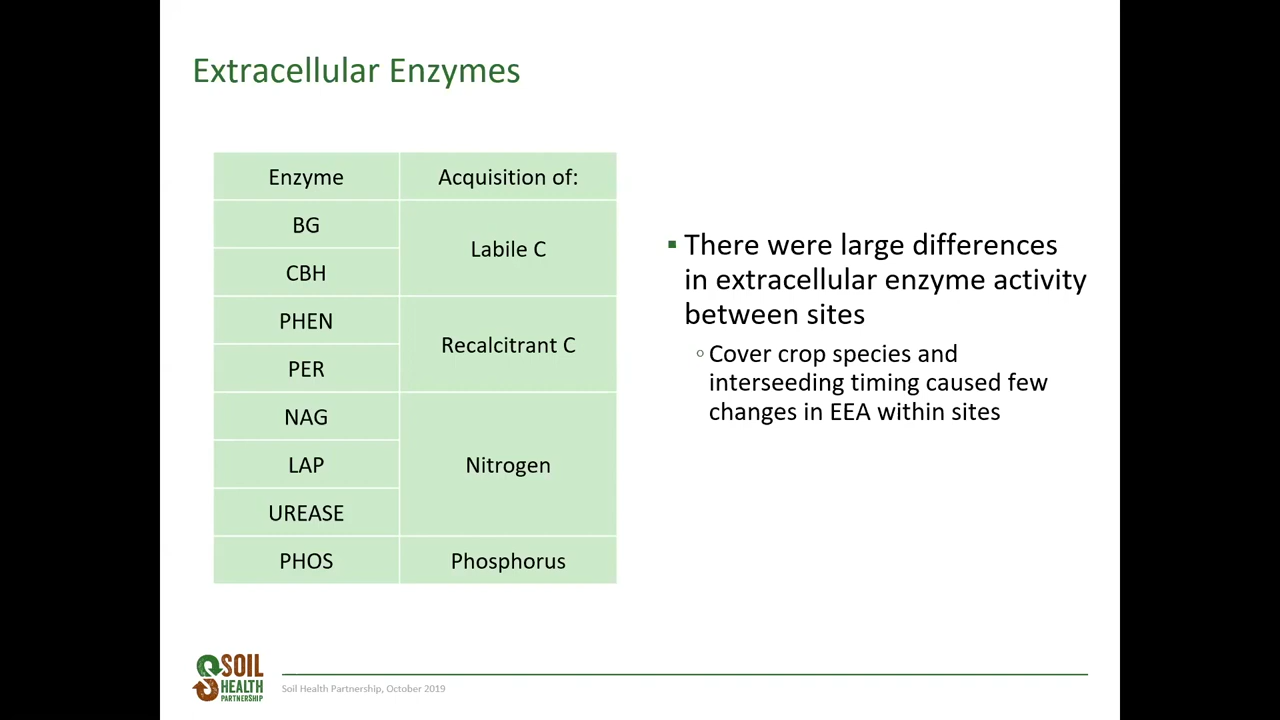 Extracellular Enzymes
Enzyme
Acquisition of:
BG
Labile C
CBH
PHEN
Recalcitrant C
PER
NAG
LAP
Nitrogen
UREASE
PHOS
Phosphorus
▪ There were large differences
in extracellular enzyme activity
between sites
○ Cover crop species and
interseeding timing caused few
changes in EEA within sites
SOIL
HEALTH
PARTNERSHIP
Soil Health Partnership, October 2019